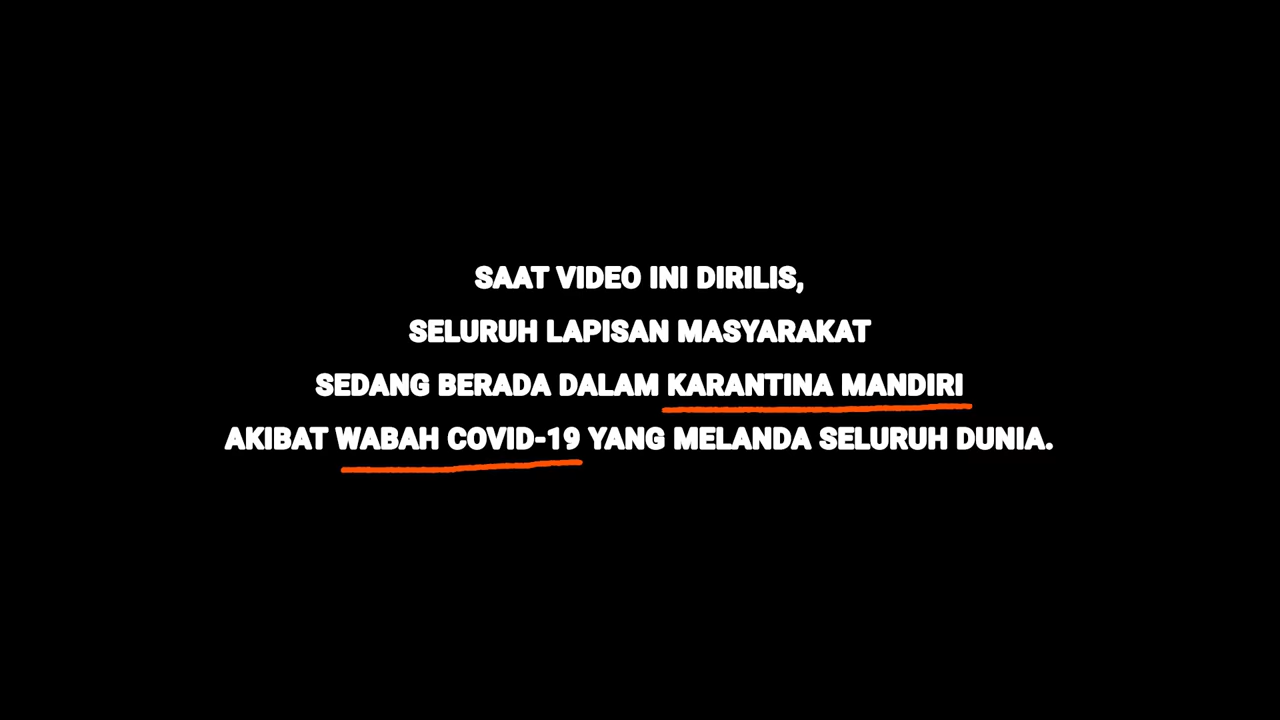 SAAT VIDEO INI DIRILIS,
SELURUH LAPISAN MASYARAKAT
SEDANG BERADA DALAM KARANTINA MANDIRI
AKIBAT WABAH COVID-19 YANG MELANDA SELURUH DUNIA.